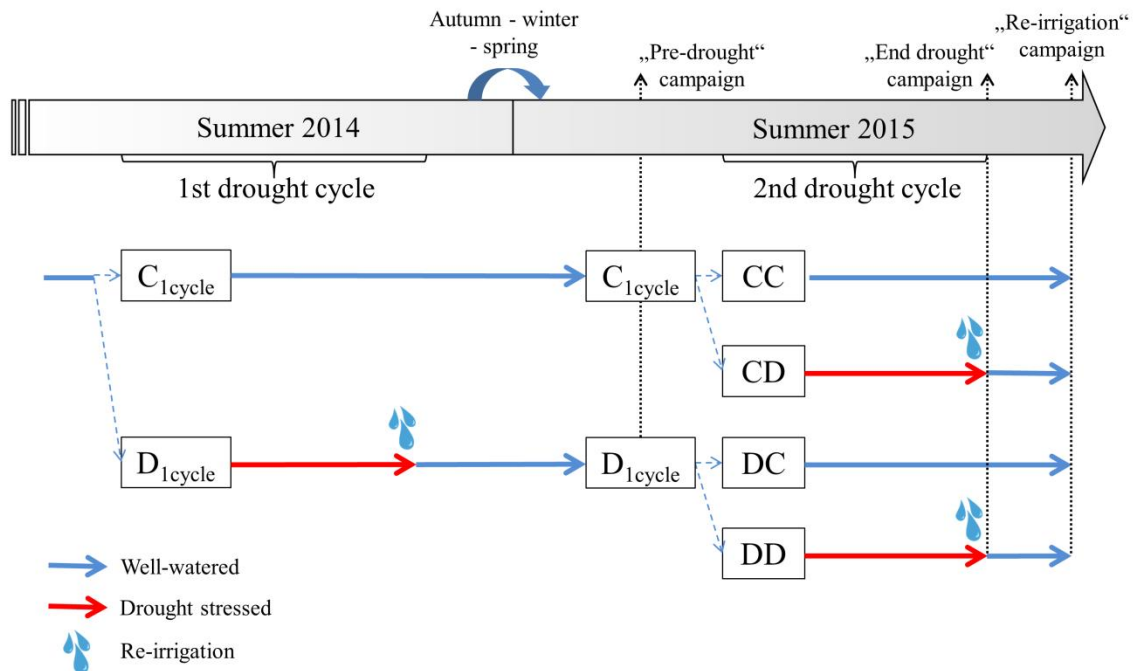 Autumn - winter
- spring
„Pre-drought“
campaign
„End drought“
campaign
„Re-irrigation“
campaign
Summer 2014
Summer 2015
1st drought cycle
2nd drought cycle
C1cycle
C1cycle
CC
CD
D1cycle
D1cycle
DC
DD
Well-watered
Drought stressed
Re-irrigation